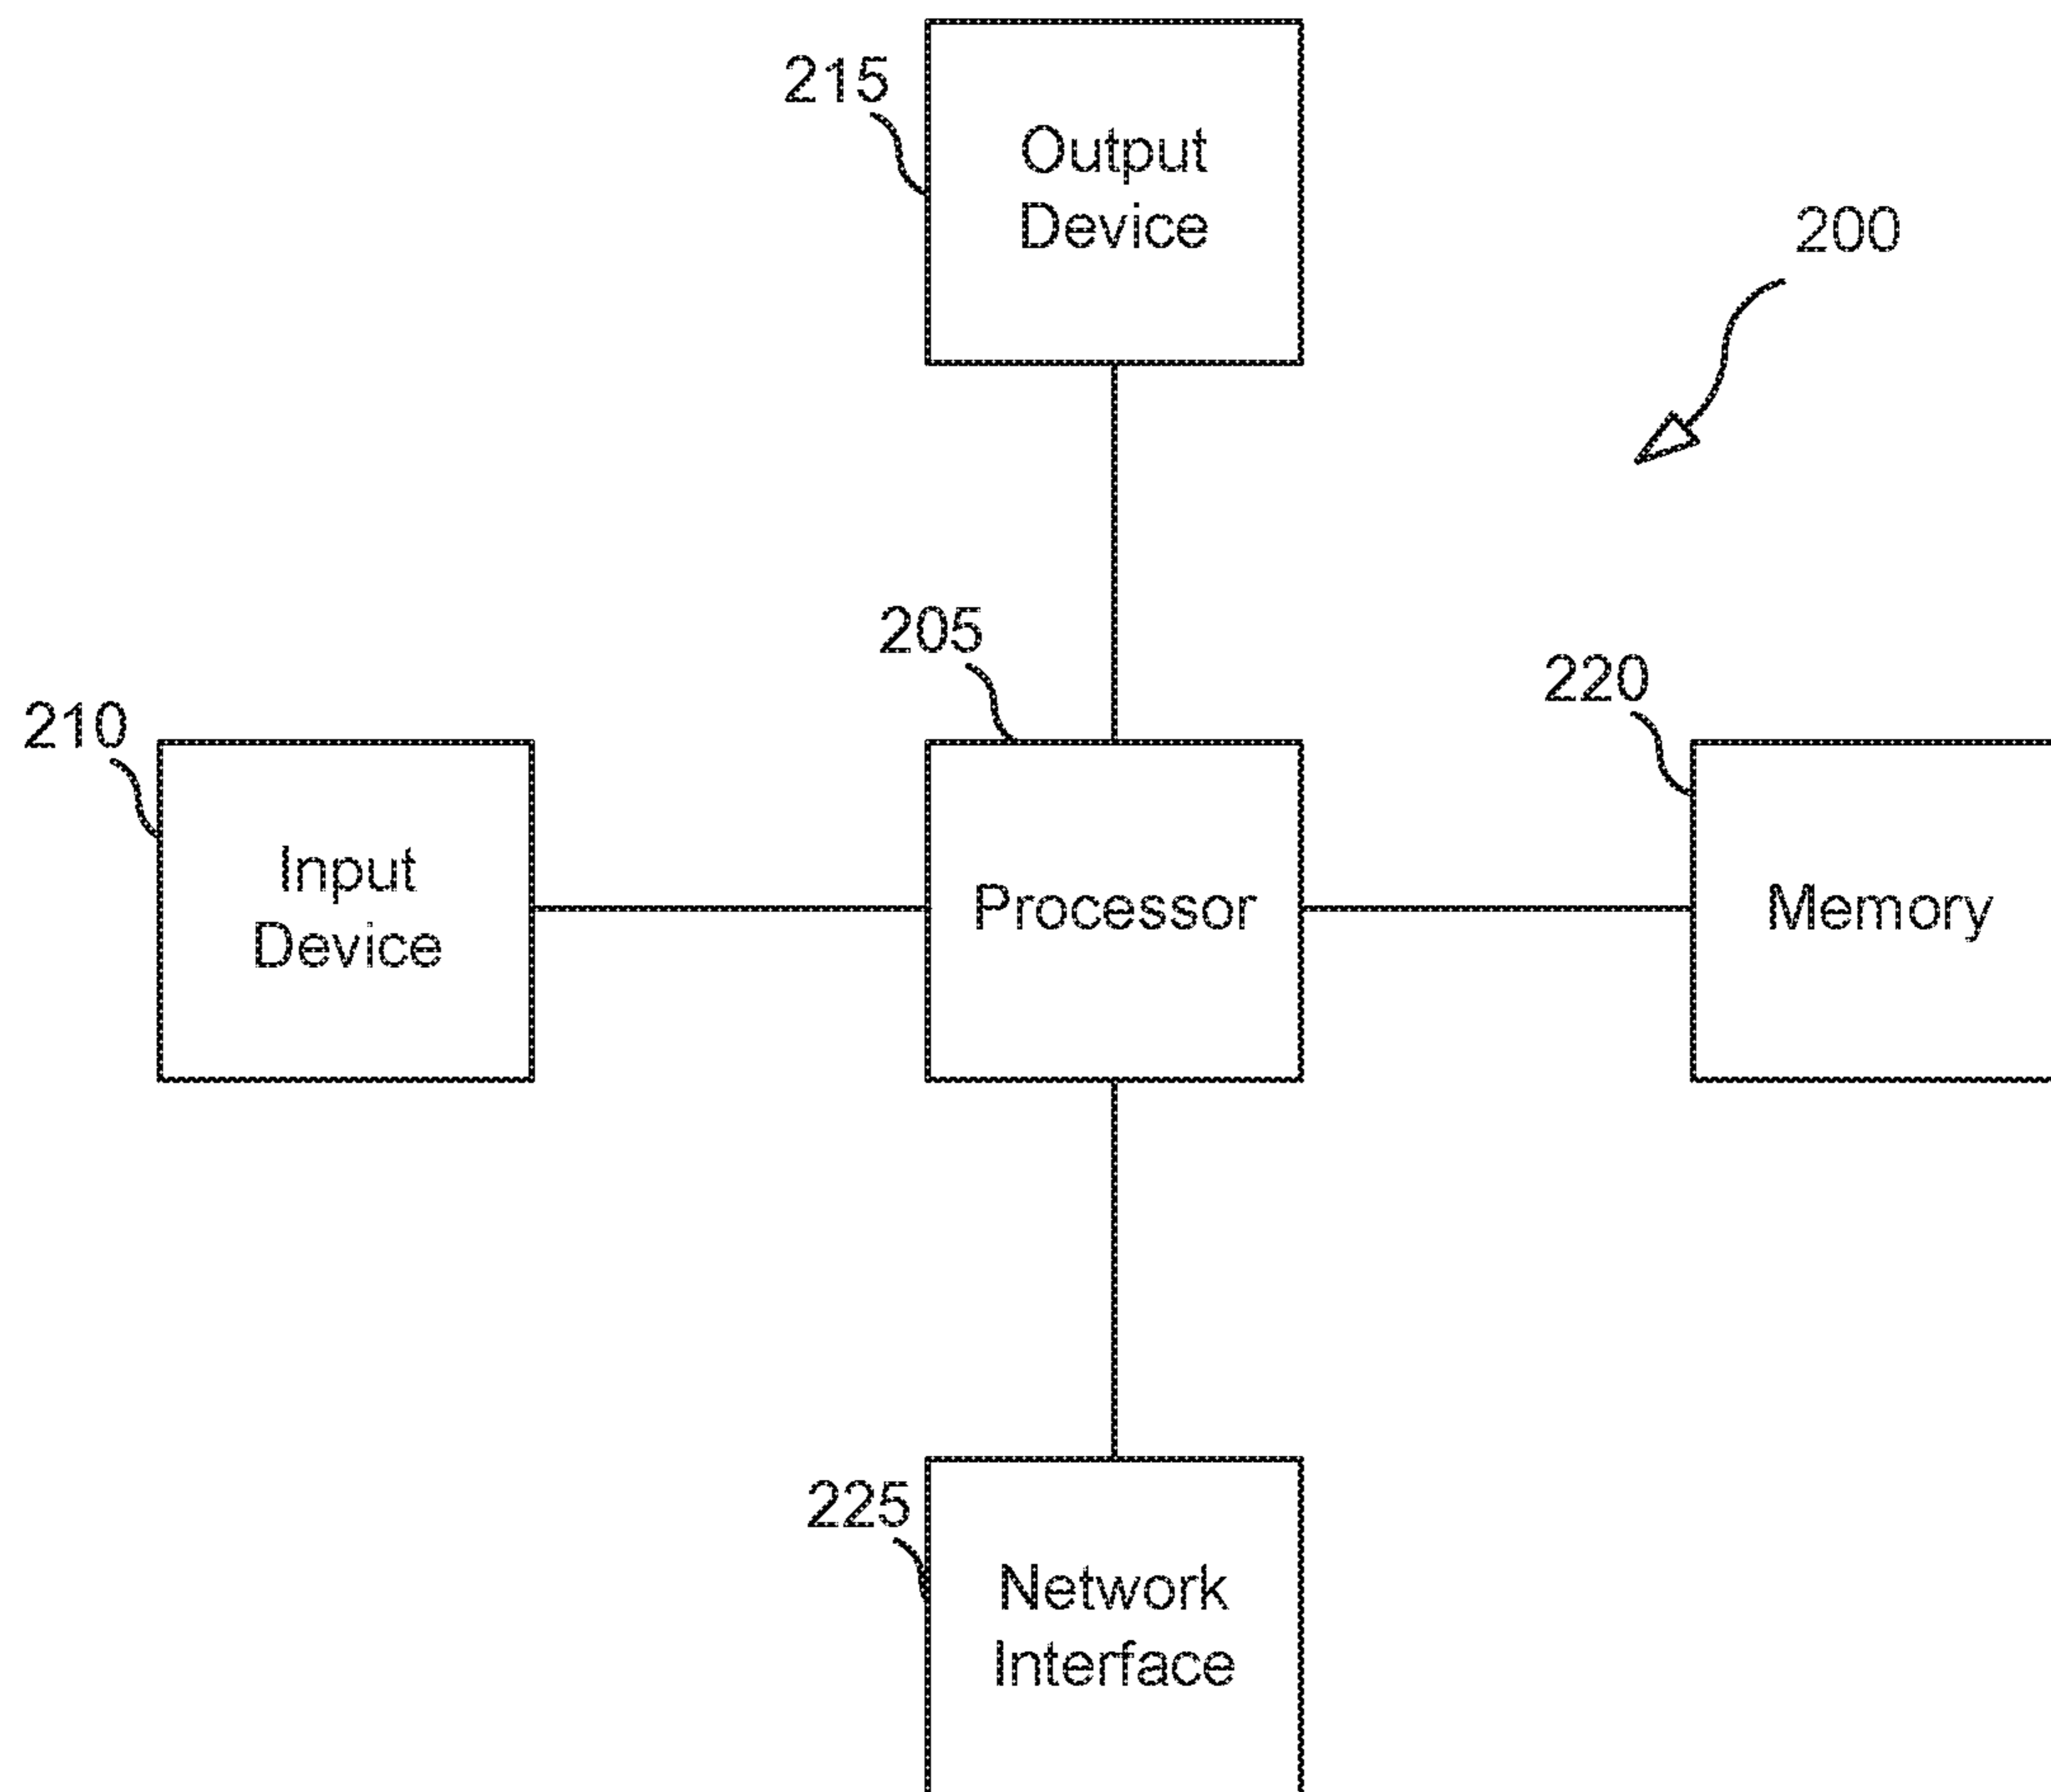 215
Output
Device
200
205
220
210
Input
Device
Processor
Memory
225
Network
Interface